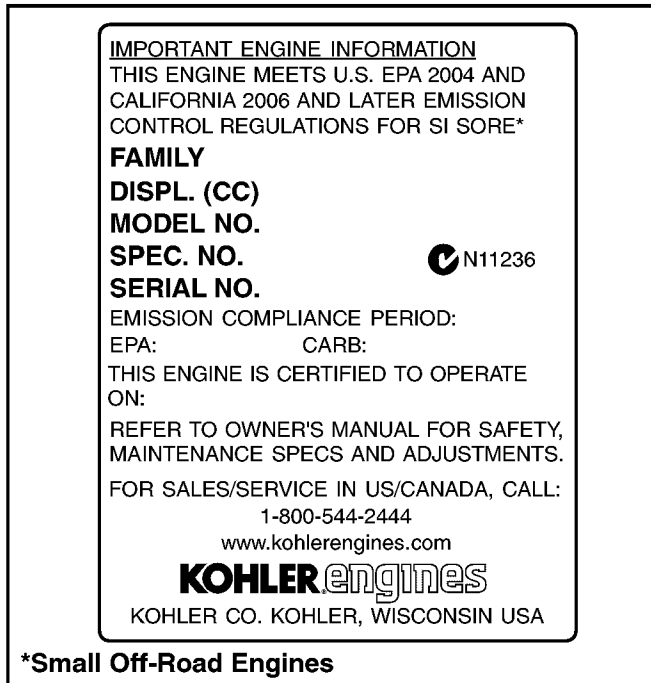 IMPORTANT ENGINE INFORMATION
THIS ENGINE MEETS U.S. EPA 2004 AND
CALIFORNIA 2006 AND LATER EMISSION
CONTROL REGULATIONS FOR SI SORE*
FAMILY
DISPL. (CC)
MODEL NO.
SPEC. NO. N11236
SERIAL NO.
EMISSION COMPLIANCE PERIOD:
EPA: CARB:
THIS ENGINE IS CERTIFIED TO OPERATE
ON:
REFER TO OWNER'S MANUAL FOR SAFETY,
MAINTENANCE SPECS AND ADJUSTMENTS.
FOR SALES/SERVICE IN US/CANADA, CALL:
1-800-544-2444
www.kohlerengines.com
KOHLER engines
KOHLER CO. KOHLER, WISCONSIN USA
*Small Off-Road Engines